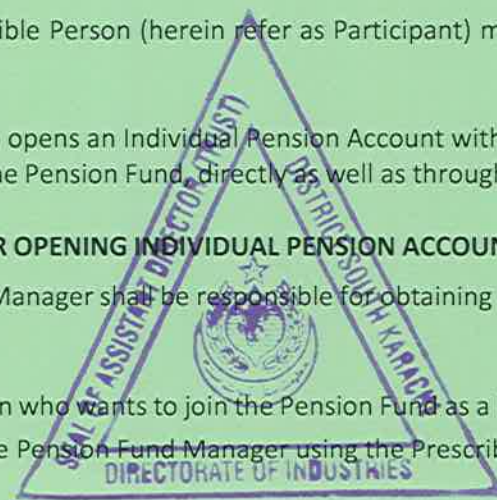 ible Person (herein refer as Participant) m
opens an Individual Pension Account with
e Pension Fund, directly as well as through
R OPENING INDIVIDUAL PENSION ACCOUN
Manager shall be responsible for obtaining
n who wants to join the Pension Fund as a
e Pension Fund Manager using the Prescrib
SEAL OF ASSISTANT DIRECTOR (TRUST)
DISTRICT SOUTH KARACHI
DIRECTORATE OF INDUSTRIES